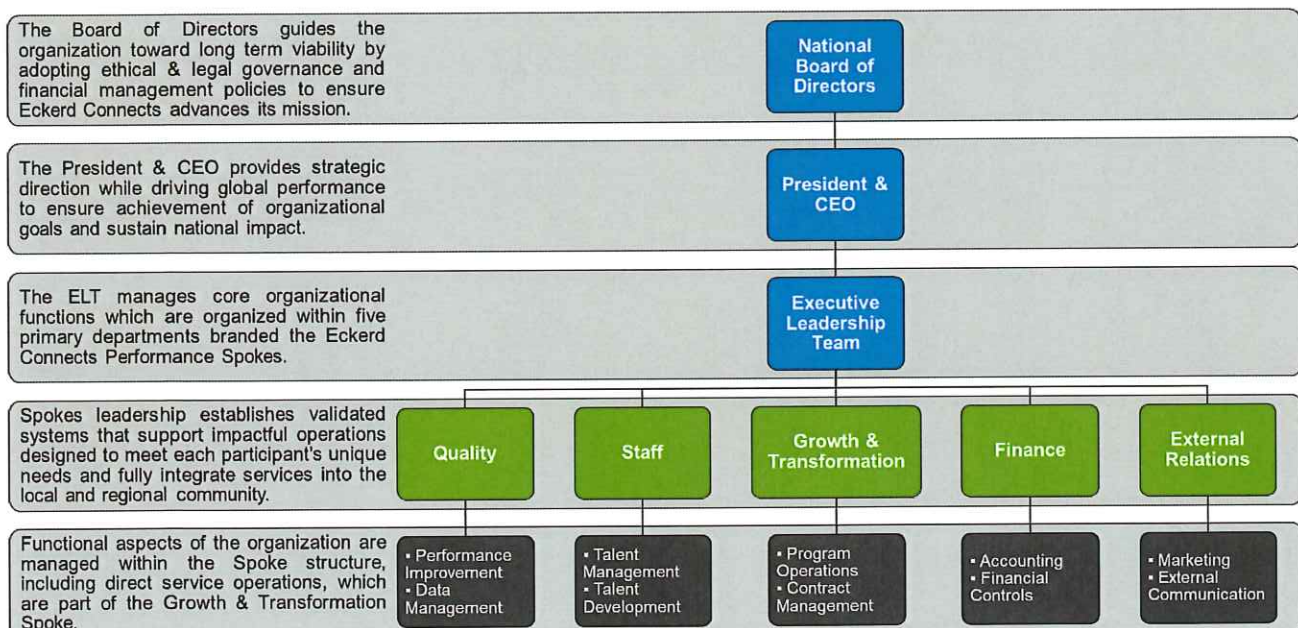 The Board of Directors guides the
organization toward long term viability by
adopting ethical & legal governance and
financial management policies to ensure
Eckerd Connects advances its mission.
National
Board of
Directors
The President & CEO provides strategic
direction while driving global performance
to ensure achievement of organizational
goals and sustain national impact.
President &
CEO
The ELT manages core organizational
functions which are organized within five
primary departments branded the Eckerd
Connects Performance Spokes.
Executive
Leadership
Team
Spokes leadership establishes validated
systems that support impactful operations
designed to meet each participant's unique
needs and fully integrate services into the
local and regional community.
Quality
Staff
Growth &
Transformation
Finance
External
Relations
Functional aspects of the organization are
managed within the Spoke structure,
including direct service operations, which
are part of the Growth & Transformation
Spoke.
▪ Performance
Improvement
▪ Data
Management
▪ Talent
Management
▪ Talent
Development
▪ Program
Operations
▪ Contract
Management
▪ Accounting
▪ Financial
Controls
▪ Marketing
▪ External
Communication